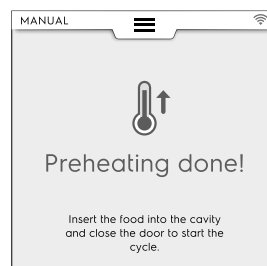 MANUAL
Preheating done!
Insert the food into the cavity
and close the door to start the
cycle.